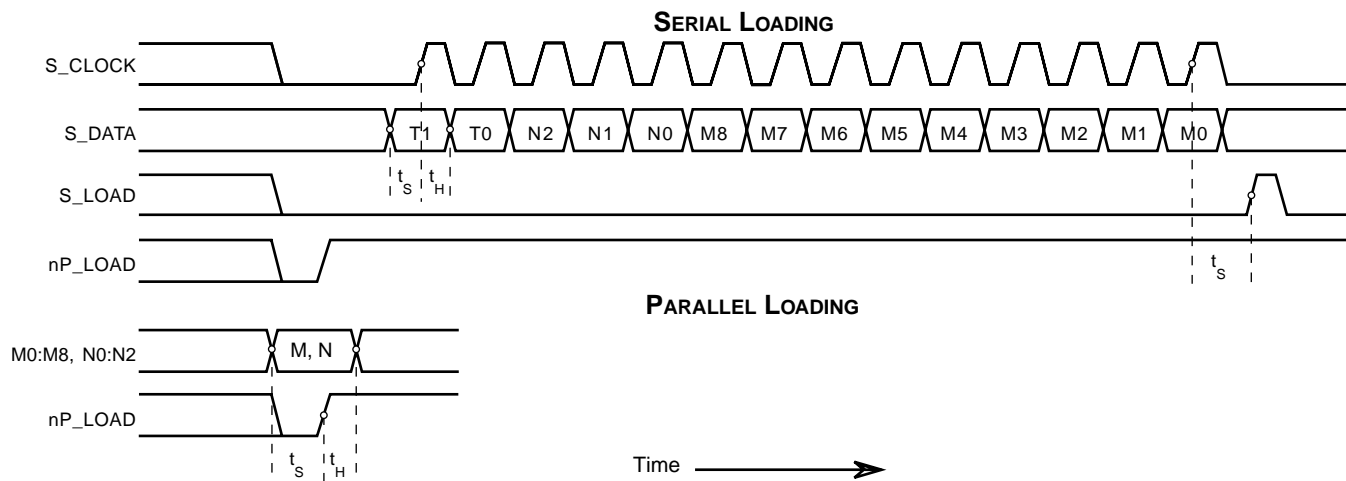 SERIAL LOADING
S_CLOCK
S_DATA
T1 T0 N2 N1 N0 M8 M7 M6 M5 M4 M3 M2 M1 M0
tS tH
S_LOAD
nP_LOAD
tS
PARALLEL LOADING
M0:M8, N0:N2
M, N
nP_LOAD
tS tH
Time